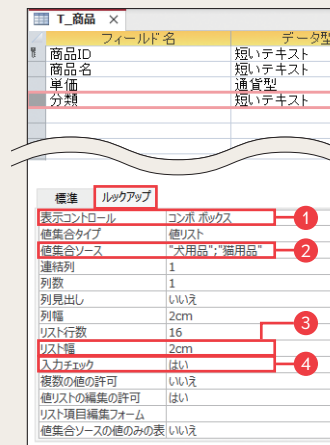 T_商品 ×
フィールド名 データ型
商品ID 短いテキスト
商品名 短いテキスト
単価 通貨型
分類 短いテキスト
標準 ルックアップ
表示コントロール コンボ ボックス 1
値集合タイプ 値リスト
値集合ソース "犬用品";"猫用品" 2
連結列 1
列数 1
列見出し いいえ
列幅 2cm
3
リスト行数 16
リスト幅 2cm
入力チェック はい 4
複数の値の許可 いいえ
値リストの編集の許可 はい
リスト項目編集フォーム
値集合ソースの値のみの表 いいえ